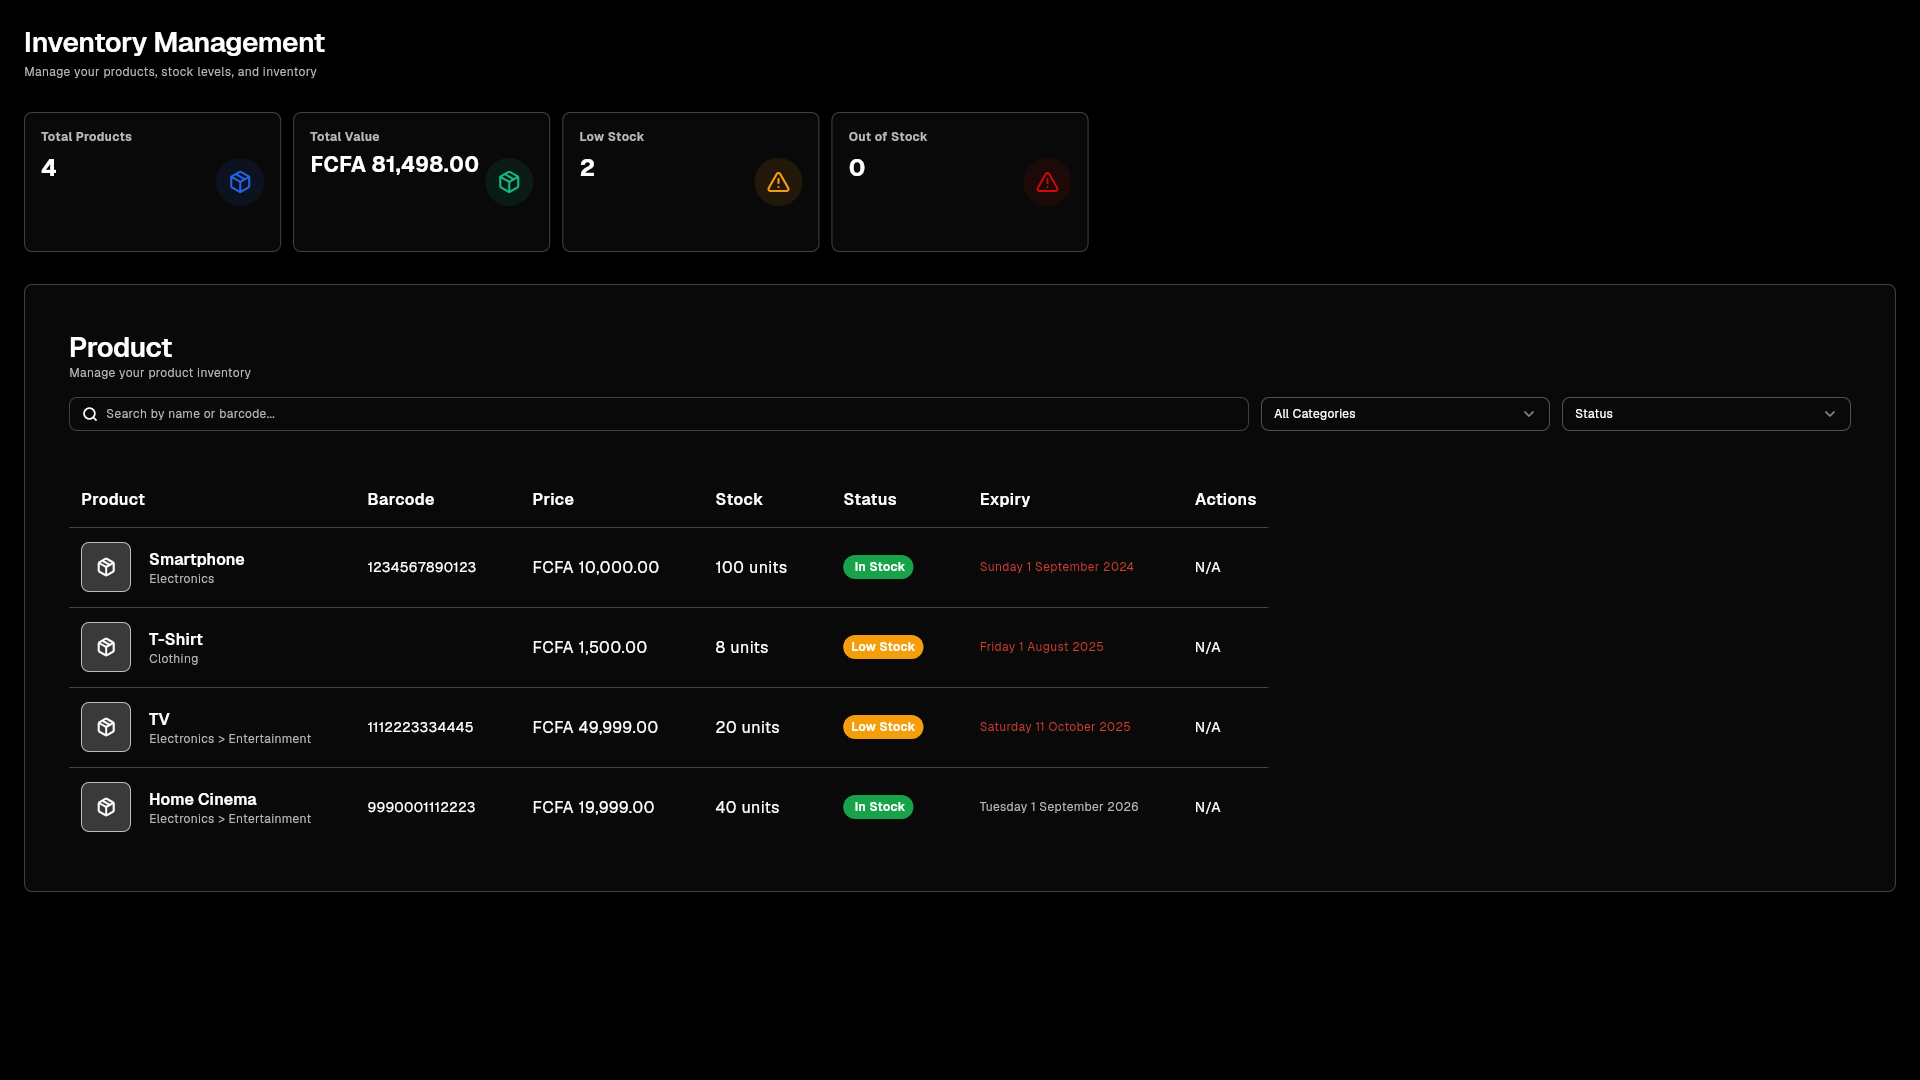 Inventory Management
Manage your products, stock levels, and inventory
Total Products
4
Total Value
FCFA 81,498.00
Low Stock
2
Out of Stock
0
Product
Manage your product inventory
Search by name or barcode...
All Categories
Status
Product Barcode Price Stock Status Expiry Actions
Smartphone
Electronics
1234567890123 FCFA 10,000.00 100 units In Stock Sunday 1 September 2024 N/A
T-Shirt
Clothing
FCFA 1,500.00 8 units Low Stock Friday 1 August 2025 N/A
TV
Electronics > Entertainment
1112223334445 FCFA 49,999.00 20 units Low Stock Saturday 11 October 2025 N/A
Home Cinema
Electronics > Entertainment
9990001112223 FCFA 19,999.00 40 units In Stock Tuesday 1 September 2026 N/A